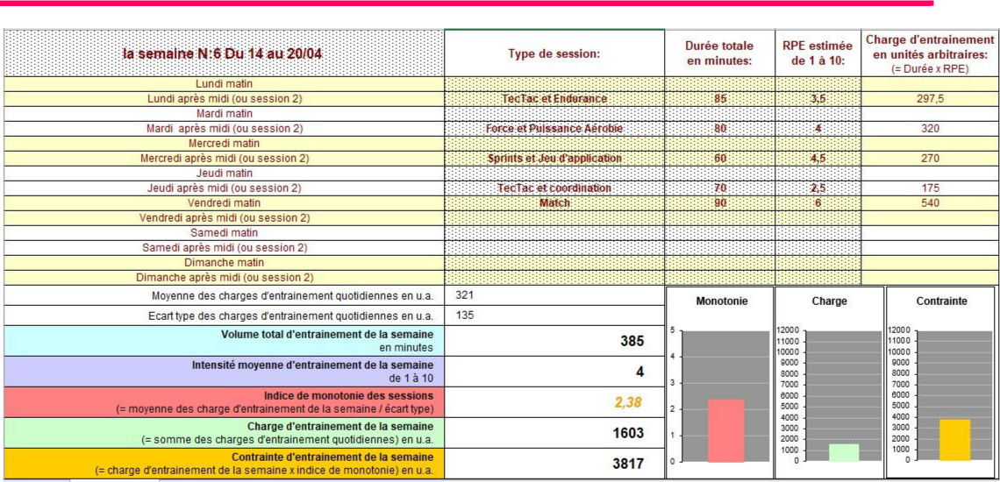 la semaine N:6 Du 14 au 20/04 Type de session: Durée totale en minutes: RPE estimée de 1 à 10: Charge d'entrainement en unités arbitraires: (= Durée x RPE)
Lundi matin
Lundi après midi (ou session 2) TecTac et Endurance 85 3,5 297,5
Mardi matin
Mardi après midi (ou session 2) Force et Puissance Aérobie 80 4 320
Mercredi matin
Mercredi après midi (ou session 2) Sprints et Jeu d'application 60 4,5 270
Jeudi matin
Jeudi après midi (ou session 2) TecTac et coordination 70 2,5 175
Vendredi matin Match 90 6 540
Vendredi après midi (ou session 2)
Samedi matin
Samedi après midi (ou session 2)
Dimanche matin
Dimanche après midi (ou session 2)
Moyenne des charges d'entrainement quotidiennes en u.a. 321
Ecart type des charges d'entrainement quotidiennes en u.a. 135
Volume total d'entrainement de la semaine
en minutes
385
Intensité moyenne d'entrainement de la semaine
de 1 à 10
4
Indice de monotonie des sessions
(= moyenne des charge d'entrainement de la semaine / écart type)
2,38
Charge d'entrainement de la semaine
(= somme des charges d'entrainement quotidiennes) en u.a.
1603
Contrainte d'entrainement de la semaine
(= charge d'entrainement de la semaine x indice de monotonie) en u.a.
3817
Monotonie
5
4
3
2
1
0
Charge
12000
11000
10000
9000
8000
7000
6000
5000
4000
3000
2000
1000
0
Contrainte
12000
11000
10000
9000
8000
7000
6000
5000
4000
3000
2000
1000
0